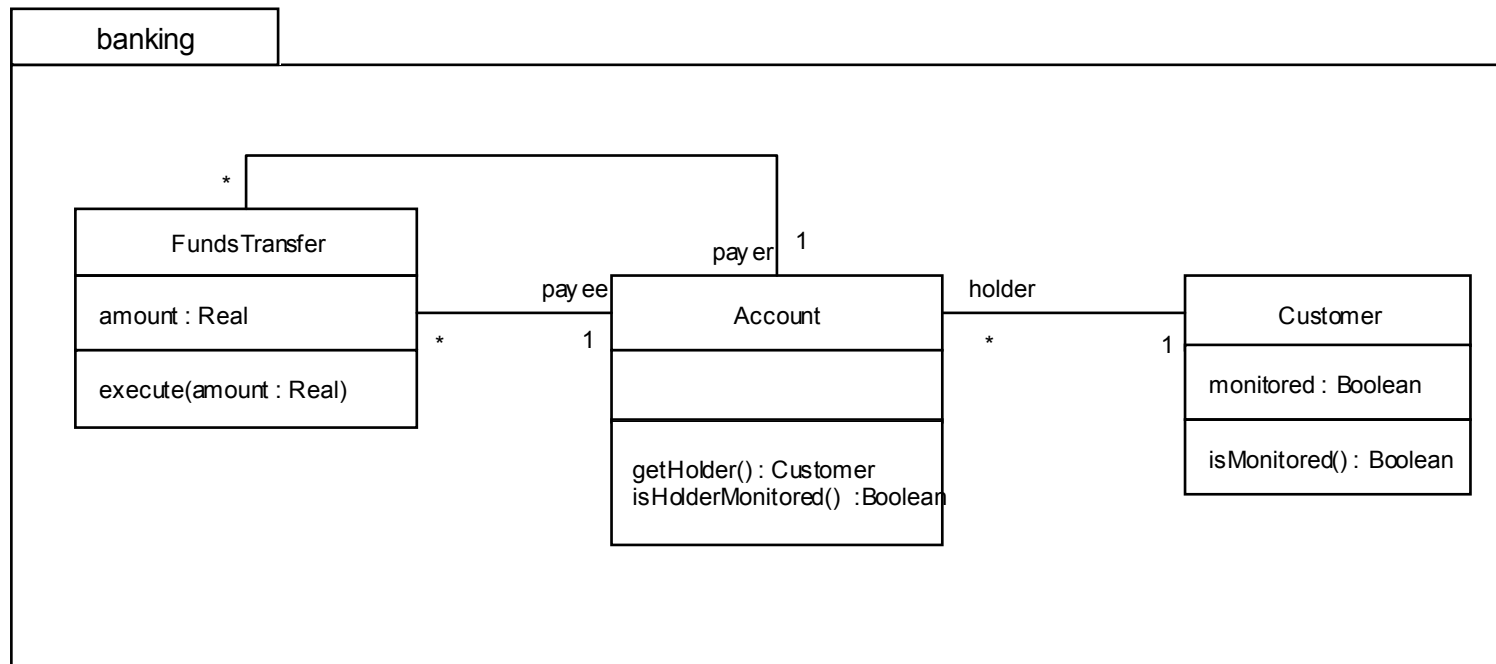 banking
*
FundsTransfer
amount : Real
execute(amount : Real)
payer
1
payee
*
1
Account
getHolder() : Customer
isHolderMonitored() :Boolean
holder
*
1
Customer
monitored : Boolean
isMonitored() : Boolean